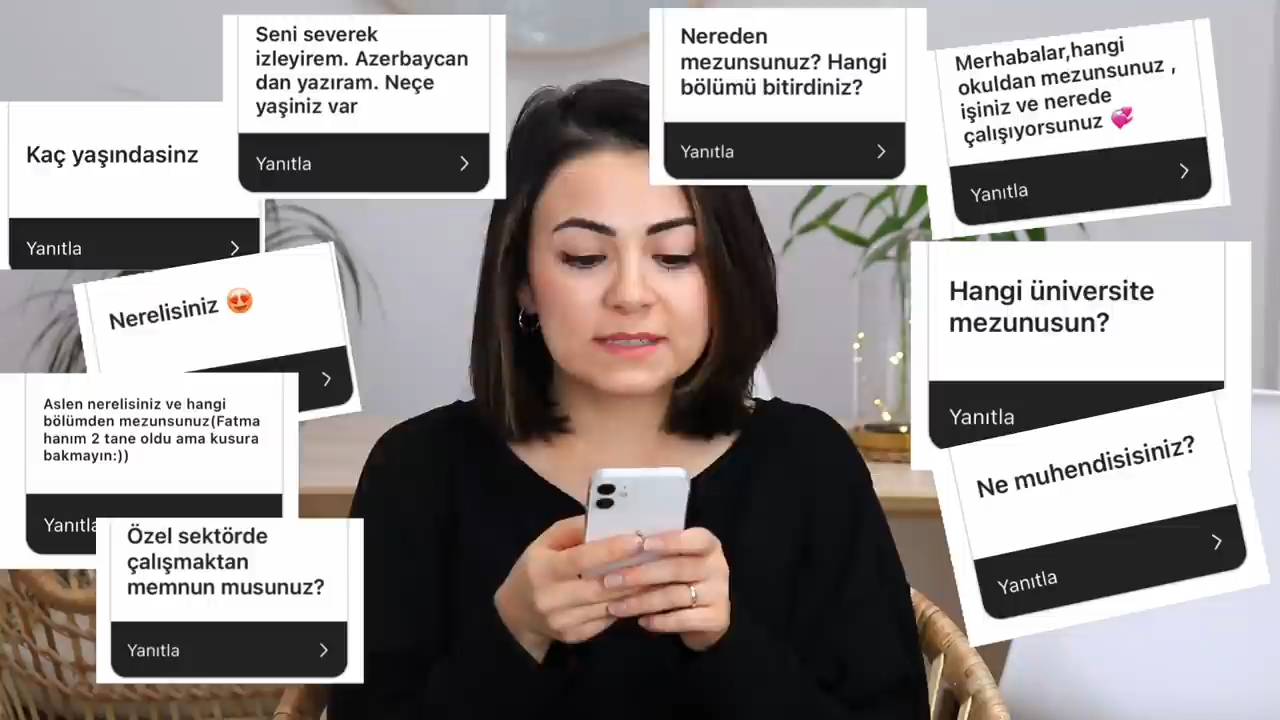 Seni severek
izleyirem. Azerbaycan
dan yazıram. Neçe
yaşiniz var
Yanıtla
Kaç yaşındasinz
Yanıtla
Nerelisiniz 😍
Aslen nerelisiniz ve hangi
bölümden mezunsunuz(Fatma
hanım 2 tane oldu ama kusura
bakmayın:))
Yanıtla
Özel sektörde
çalışmaktan
memnun musunuz?
Yanıtla
Nereden
mezunsunuz? Hangi
bölümü bitirdiniz?
Yanıtla
Merhabalar,hangi
okuldan mezunsunuz ,
işiniz ve nerede
çalışıyorsunuz 💞
Yanıtla
Hangi üniversite
mezunusun?
Yanıtla
Ne muhendisisiniz?
Yanıtla